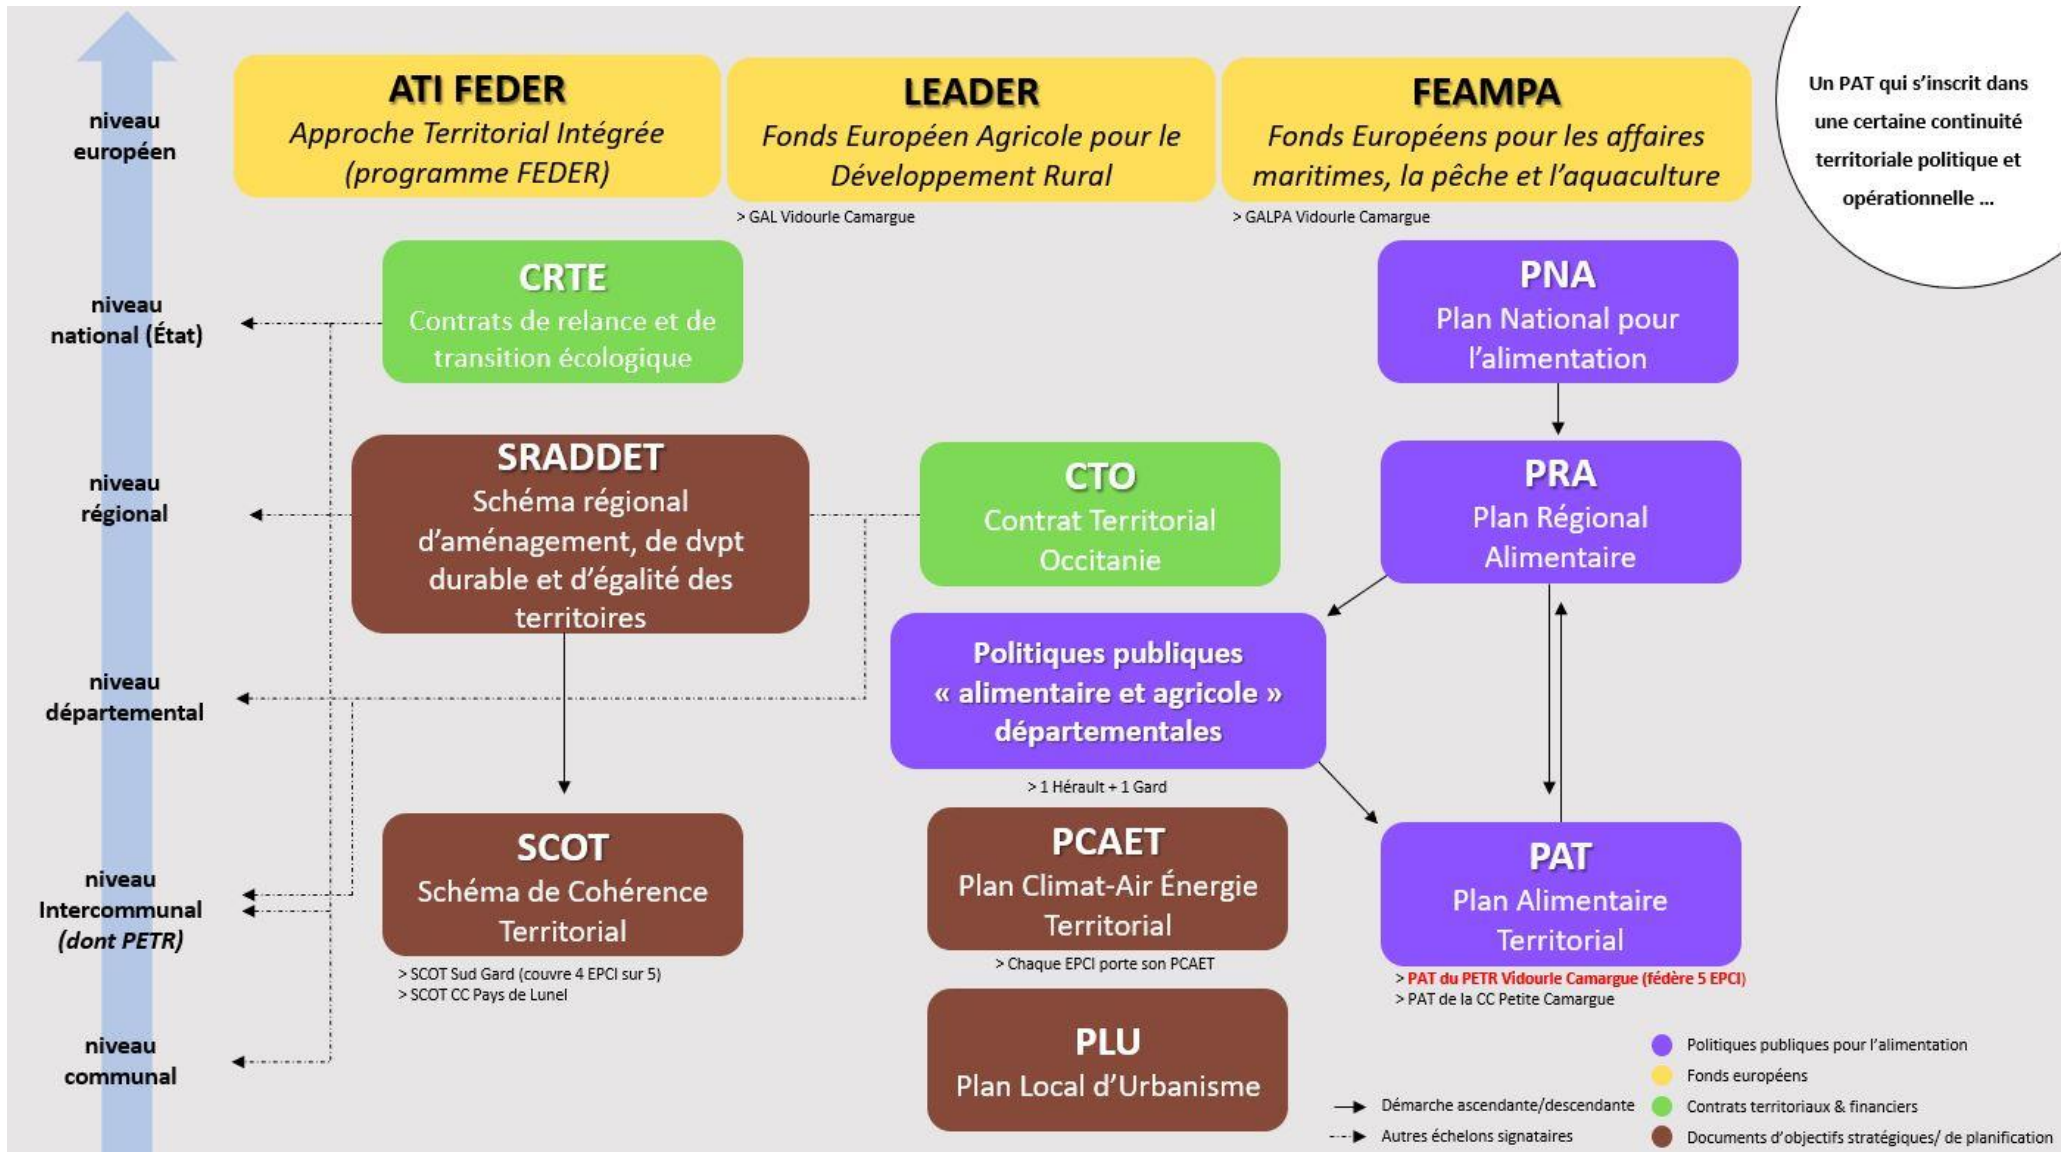 niveau
européen
ATI FEDER
Approche Territorial Intégrée
(programme FEDER)
LEADER
Fonds Européen Agricole pour le
Développement Rural
> GAL Vidourle Camargue
FEAMPA
Fonds Européens pour les affaires
maritimes, la pêche et l'aquaculture
> GALPA Vidourle Camargue
Un PAT qui s'inscrit dans
une certaine continuité
territoriale politique et
opérationnelle ...
niveau
national (État)
CRTE
Contrats de relance et de
transition écologique
PNA
Plan National pour
l'alimentation
niveau
régional
SRADDET
Schéma régional
d'aménagement, de dvpt
durable et d'égalité des
territoires
CTO
Contrat Territorial
Occitanie
PRA
Plan Régional
Alimentaire
niveau
départemental
Politiques publiques
« alimentaire et agricole »
départementales
> 1 Hérault + 1 Gard
niveau
Intercommunal
(dont PETR)
SCOT
Schéma de Cohérence
Territorial
> SCOT Sud Gard (couvre 4 EPCI sur 5)
> SCOT CC Pays de Lunel
PCAET
Plan Climat-Air Énergie
Territorial
> Chaque EPCI porte son PCAET
PAT
Plan Alimentaire
Territorial
> PAT du PETR Vidourle Camargue (fédère 5 EPCI)
> PAT de la CC Petite Camargue
niveau
communal
PLU
Plan Local d'Urbanisme
Démarche ascendante/descendante
Autres échelons signataires
Politiques publiques pour l'alimentation
Fonds européens
Contrats territoriaux & financiers
Documents d'objectifs stratégiques/ de planification